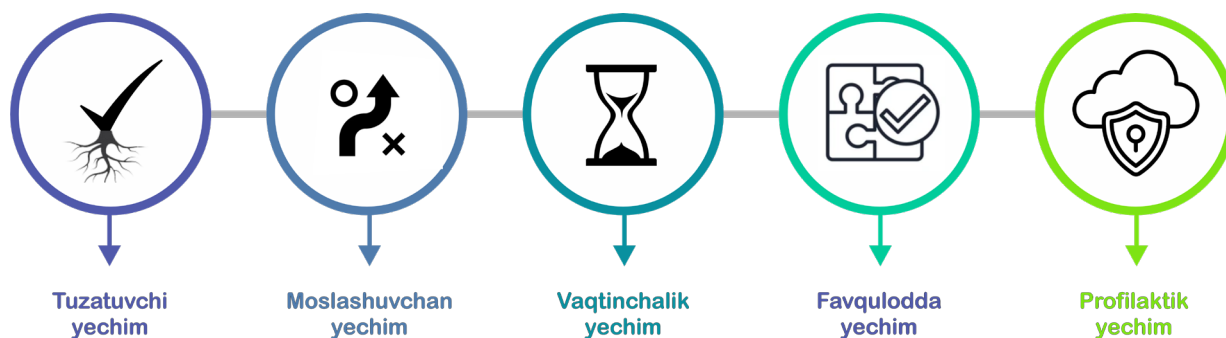 Tuzatuvchi
yechim
Moslashuvchan
yechim
Vaqtinchalik
yechim
Favqulodda
yechim
Profilaktik
yechim